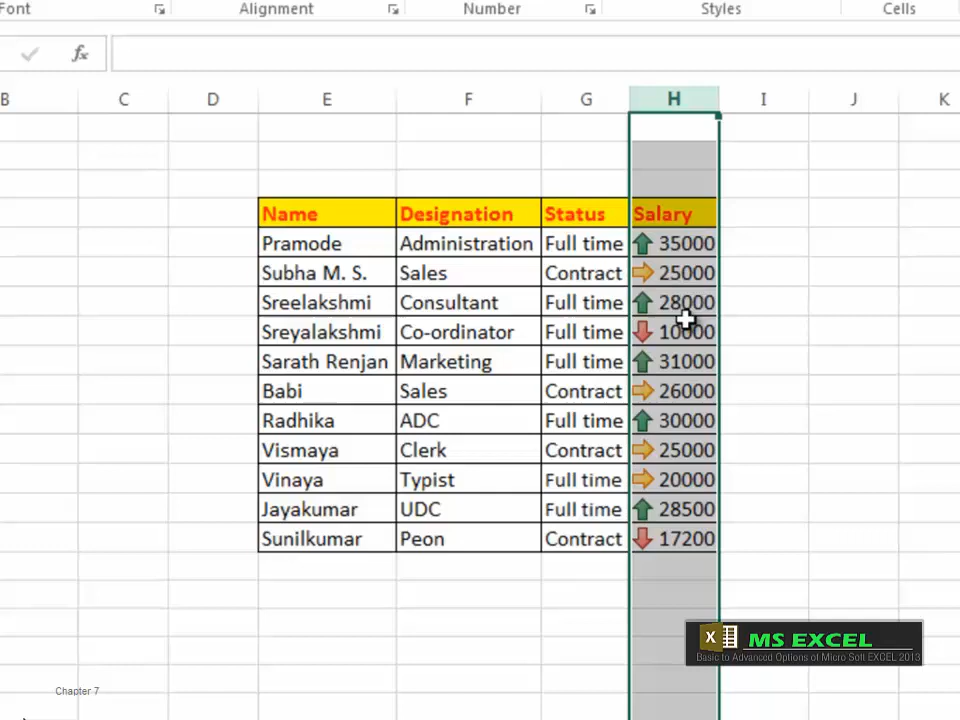 Font Alignment Number Styles Cells
fx
B C D E F G H I J K
Name Designation Status Salary
Pramode Administration Full time 35000
Subha M. S. Sales Contract 25000
Sreelakshmi Consultant Full time 28000
Sreyalakshmi Co-ordinator Full time 10000
Sarath Renjan Marketing Full time 31000
Babi Sales Contract 26000
Radhika ADC Full time 30000
Vismaya Clerk Contract 25000
Vinaya Typist Full time 20000
Jayakumar UDC Full time 28500
Sunilkumar Peon Contract 17200
X MS EXCEL
Basic to Advanced Options of Micro Soft EXCEL 2013
Chapter 7